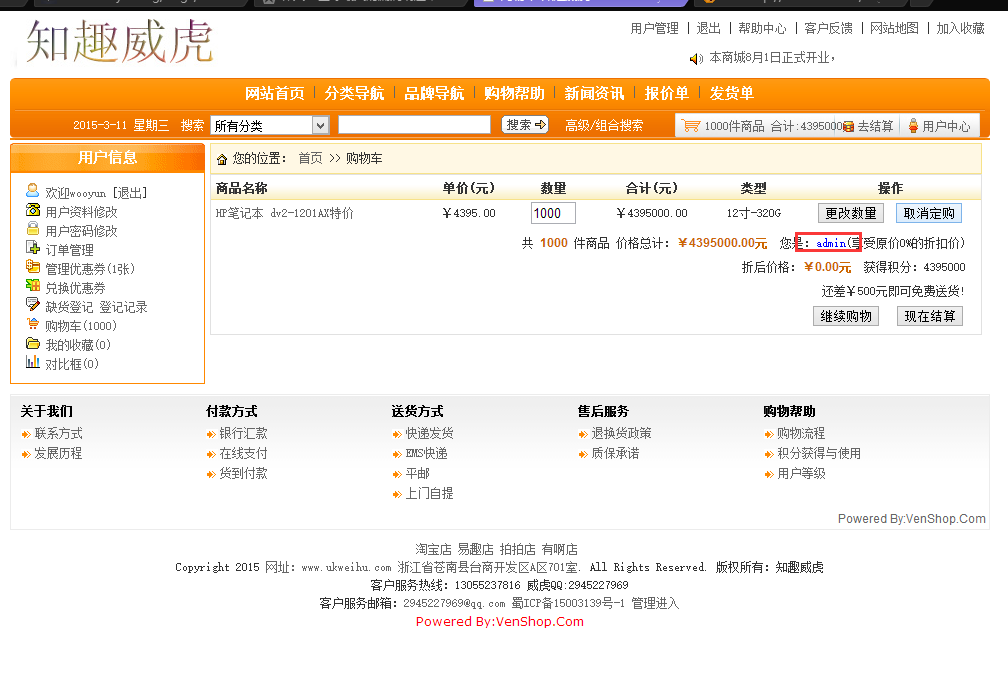 知趣威虎
用户管理 | 退出 | 帮助中心 | 客户反馈 | 网站地图 | 加入收藏
本商城8月1日正式开业，
网站首页 | 分类导航 | 品牌导航 | 购物帮助 | 新闻资讯 | 报价单 | 发货单
2015-3-11 星期三 搜索 所有分类 搜索 高级/组合搜索 1000件商品 合计:4395000 去结算 用户中心
用户信息
欢迎wooyun [退出]
用户资料修改
用户密码修改
订单管理
管理优惠券(1张)
兑换优惠券
缺货登记 登记记录
购物车(1000)
我的收藏(0)
对比框(0)
您的位置： 首页 >> 购物车
商品名称 单价(元) 数量 合计(元) 类型 操作
HP笔记本 dv2-1201AX特价 ￥4395.00 1000 ￥4395000.00 12寸-320G 更改数量 取消定购
共 1000 件商品 价格总计：￥4395000.00元 您是：admin(享受原价0%的折扣价)
折后价格：￥0.00元 获得积分：4395000
还差￥500元即可免费送货!
继续购物 现在结算
关于我们 付款方式 送货方式 售后服务 购物帮助
联系方式 银行汇款 快递发货 退换货政策 购物流程
发展历程 在线支付 EMS快递 质保承诺 积分获得与使用
货到付款 平邮 用户等级
上门自提
Powered By:VenShop.Com
淘宝店 易趣店 拍拍店 有啊店
Copyright 2015 网址：www.ukweihu.com 浙江省苍南县台商开发区A区701室. All Rights Reserved. 版权所有：知趣威虎
客户服务热线：13055237816 威虎QQ:2945227969
客户服务邮箱：2945227969@qq.com 蜀ICP备15003139号-1 管理进入
Powered By:VenShop.Com